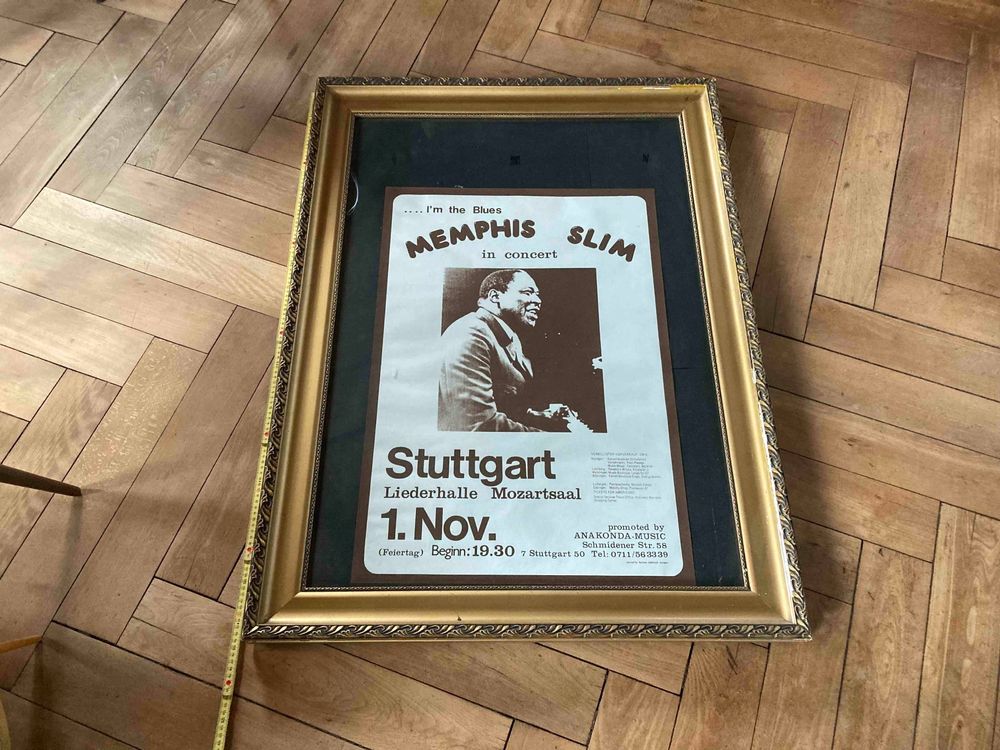 .... I'm the Blues
MEMPHIS SLIM
in concert
Stuttgart
Liederhalle Mozartsaal
1. Nov.
(Feiertag) Beginn: 19.30
promoted by
ANAKONDA-MUSIC
Schmidener Str. 58
7 Stuttgart 50 Tel: 0711/563339